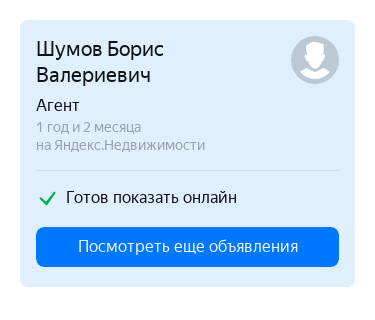 Шумов Борис
Валериевич
Агент
1 год и 2 месяца
на Яндекс.Недвижимости
Готов показать онлайн
Посмотреть еще объявления